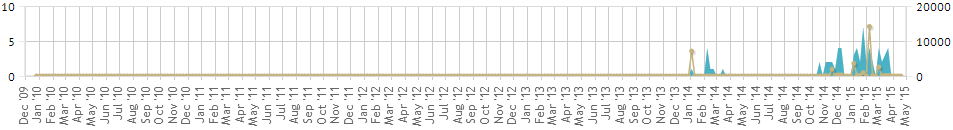 10
5
0
20000
10000
0
Dec 09
Jan '10
Feb '10
Mar '10
Apr '10
May '10
Jun '10
Jul '10
Aug '10
Sep '10
Oct '10
Nov '10
Dec '10
Jan '11
Feb '11
Mar '11
Apr '11
May '11
Jun '11
Jul '11
Aug '11
Sep '11
Oct '11
Nov '11
Dec '11
Jan '12
Feb '12
Mar '12
Apr '12
May '12
Jun '12
Jul '12
Aug '12
Sep '12
Oct '12
Nov '12
Dec '12
Jan '13
Feb '13
Mar '13
Apr '13
May '13
Jun '13
Jul '13
Aug '13
Sep '13
Oct '13
Nov '13
Dec '13
Jan '14
Feb '14
Mar '14
Apr '14
May '14
Jun '14
Jul '14
Aug '14
Sep '14
Oct '14
Nov '14
Dec '14
Jan '15
Feb '15
Mar '15
Apr '15
May '15